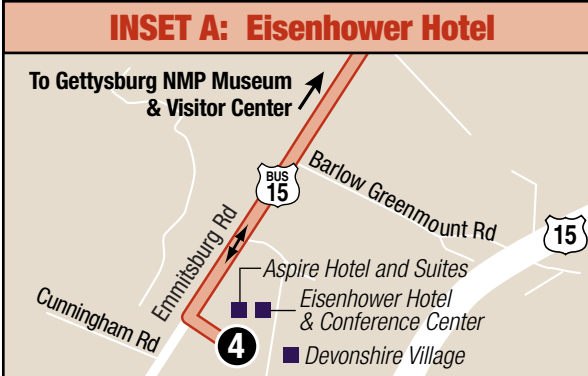 INSET A: Eisenhower Hotel
To Gettysburg NMP Museum
& Visitor Center
BUS
15
Barlow Greenmount Rd
15
Emmitsburg Rd
Aspire Hotel and Suites
Eisenhower Hotel
& Conference Center
Cunningham Rd
4
Devonshire Village